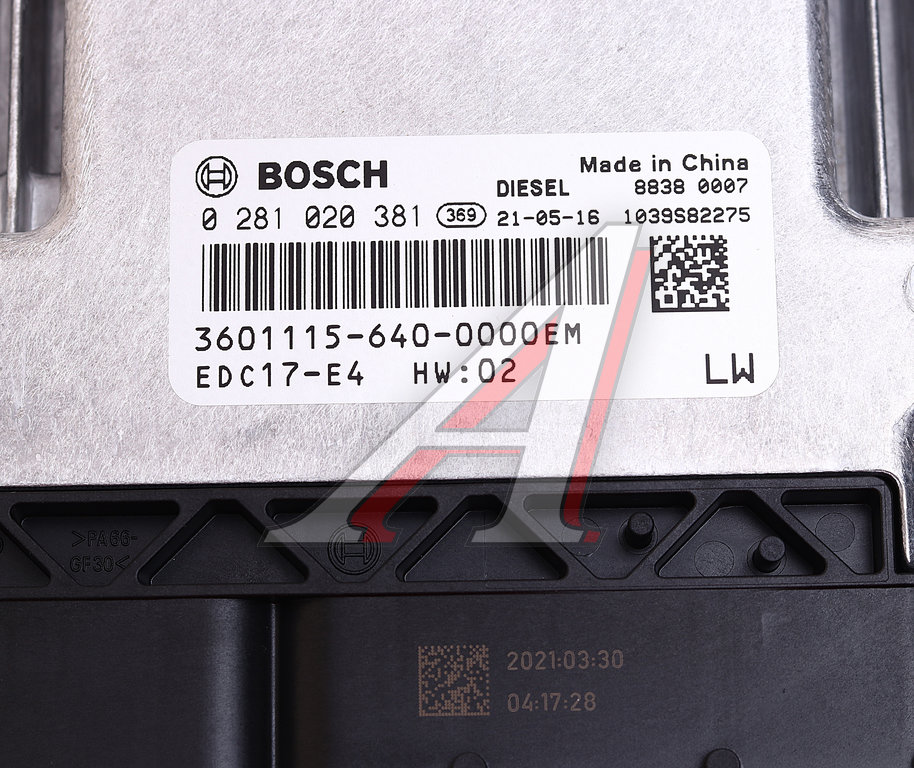 BOSCH
Made in China
DIESEL 8838 0007
0 281 020 381 369 21-05-16 1039S82275
3601115-640-0000EM
EDC17-E4 HW:02 LW
>PA66-
GF30<
2021:03:30
04:17:28